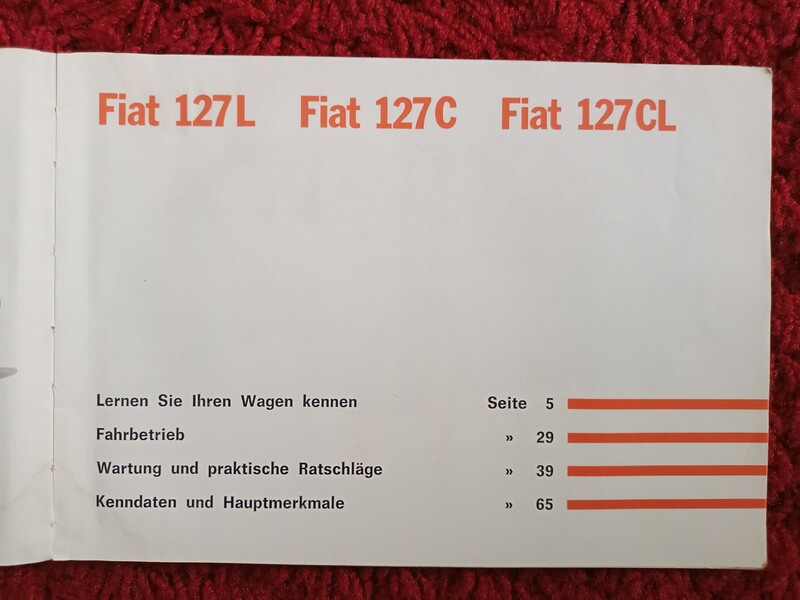 Fiat 127L Fiat 127C Fiat 127CL
Lernen Sie Ihren Wagen kennen Seite 5
Fahrbetrieb » 29
Wartung und praktische Ratschläge » 39
Kenndaten und Hauptmerkmale » 65